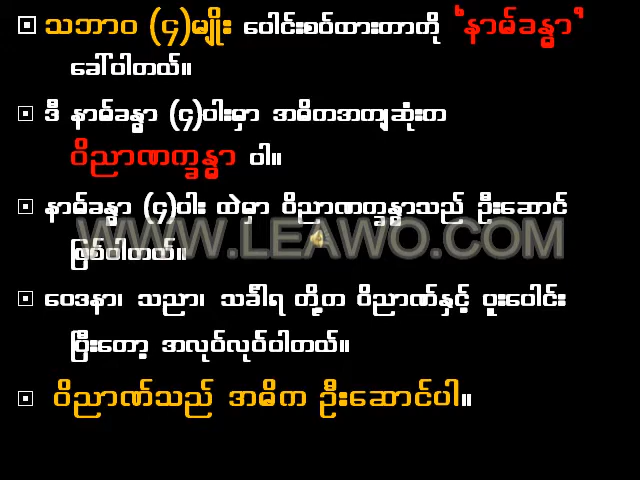 သဘာဝ (၄)မျိုး ပေါင်းစပ်ထားတာကို "နာမ်ခန္ဓာ"
ခေါ်ပါတယ်။
ဒီ နာမ်ခန္ဓာ (၄)ပါးမှာ အဓိကအကျဆုံးက
ဝိညာဏက္ခန္ဓာ ပါ။
နာမ်ခန္ဓာ (၄)ပါး ထဲမှာ ဝိညာဏက္ခန္ဓာသည် ဦးဆောင်
ဖြစ်ပါတယ်။
WWW.LEAWO.COM
ဝေဒနာ၊ သညာ၊ သင်္ခါရ တို့က ဝိညာဏ်နှင့် ပူးပေါင်း
ပြီးတော့ အလုပ်လုပ်ပါတယ်။
ဝိညာဏ်သည် အဓိက ဦးဆောင်ပါ။